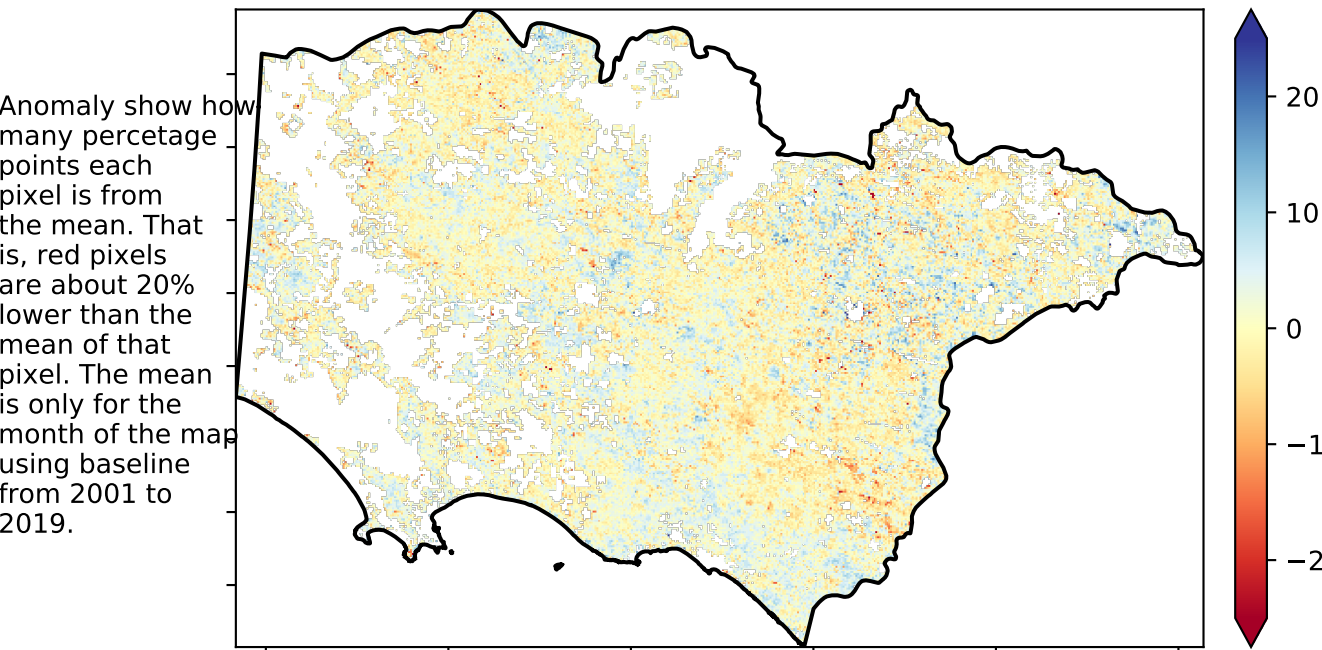 Anomaly show how
many percetage
points each
pixel is from
the mean. That
is, red pixels
are about 20%
lower than the
mean of that
pixel. The mean
is only for the
month of the map
using baseline
from 2001 to
2019.
20
10
0
−1
−2